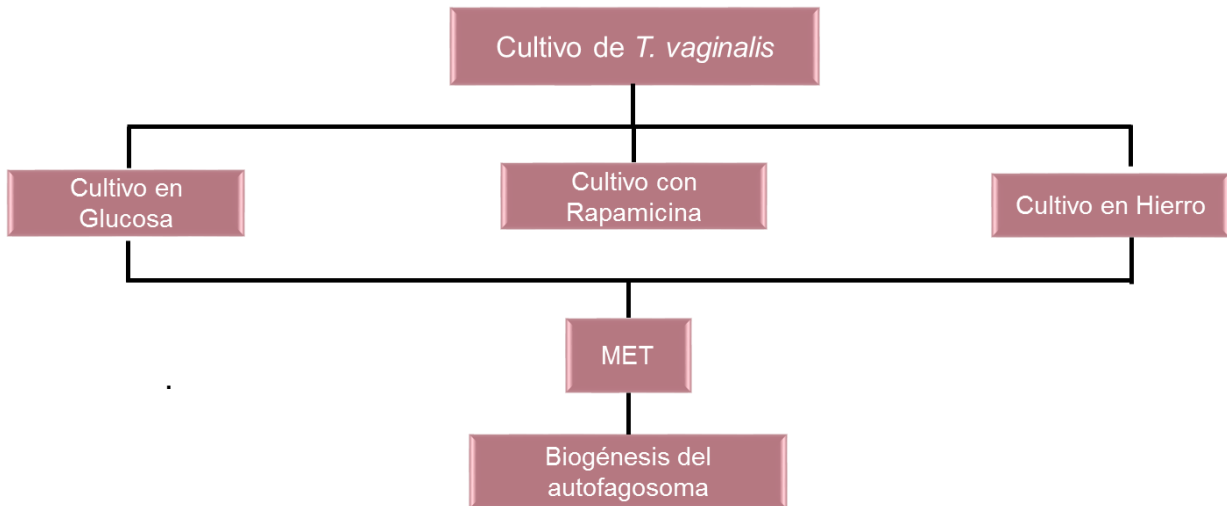 Cultivo de T. vaginalis
Cultivo en
Glucosa
Cultivo con
Rapamicina
Cultivo en Hierro
MET
.
Biogénesis del
autofagosoma